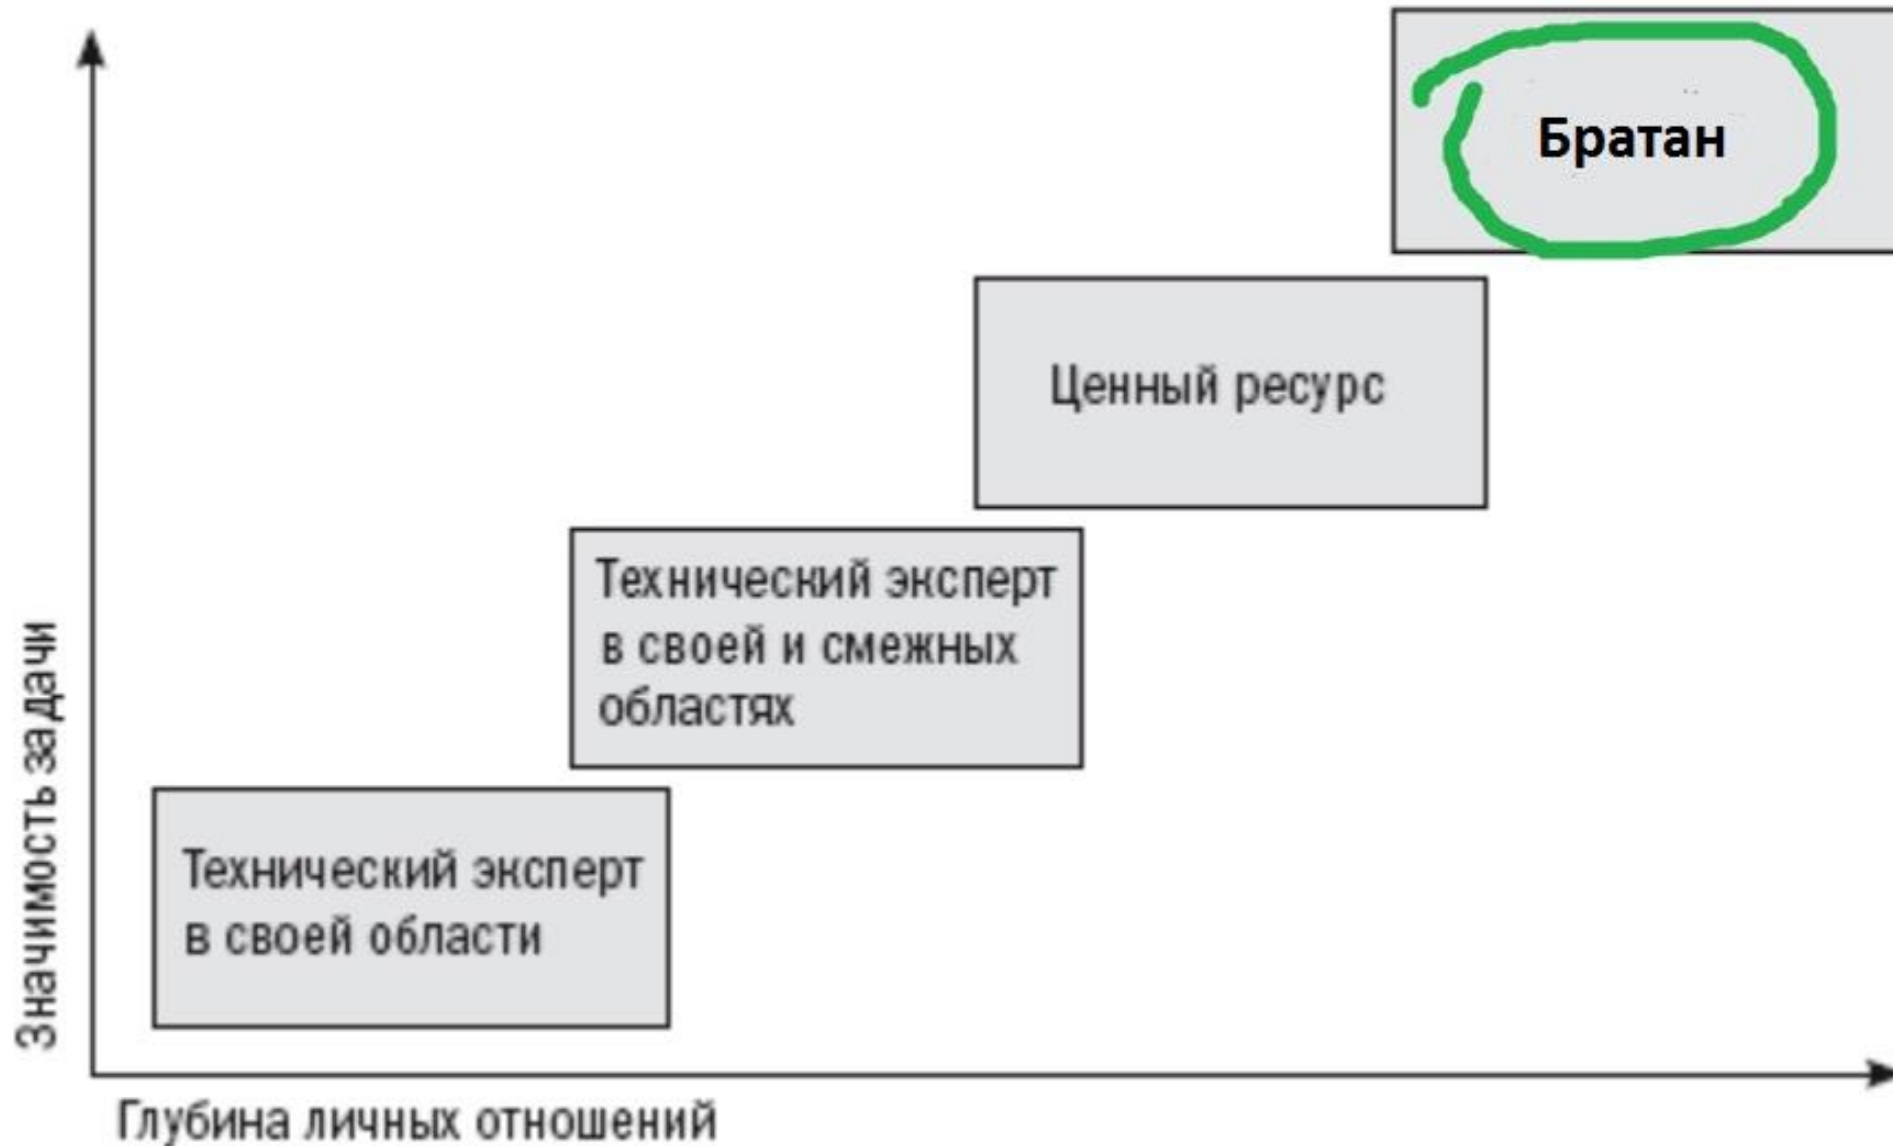 Братан
Ценный ресурс
Технический эксперт
в своей и смежных
областях
Технический эксперт
в своей области
Значимость задачи
Глубина личных отношений